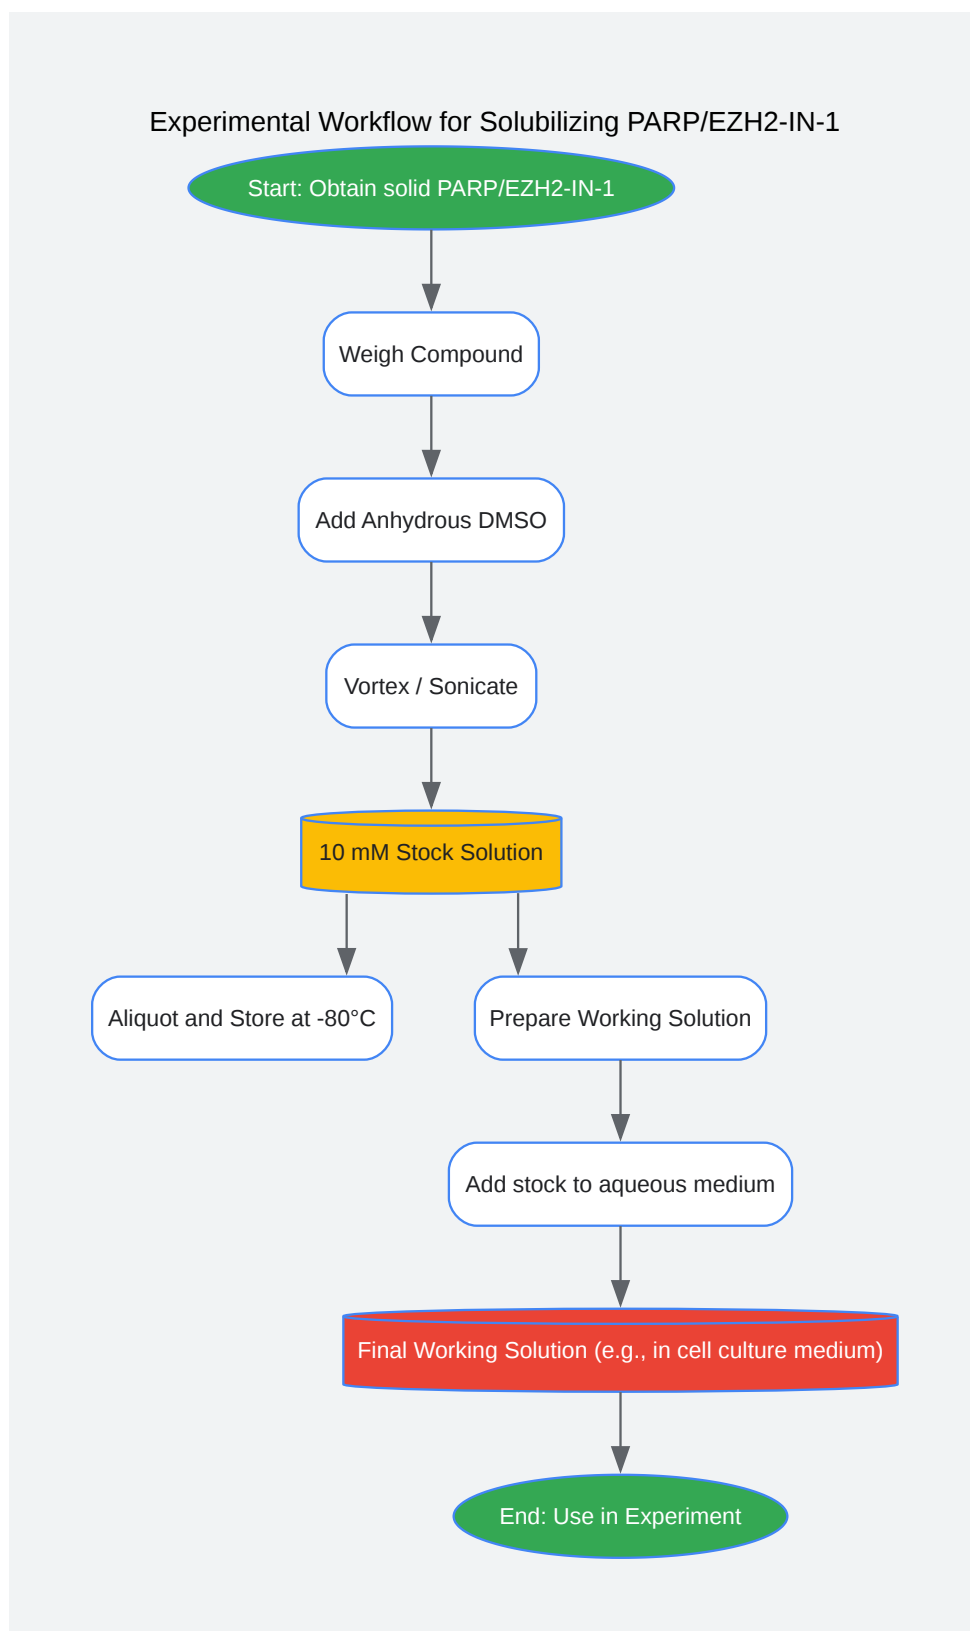 Experimental Workflow for Solubilizing PARP/EZH2-IN-1
Start: Obtain solid PARP/EZH2-IN-1
Weigh Compound
Add Anhydrous DMSO
Vortex / Sonicate
10 mM Stock Solution
Aliquot and Store at -80°C
Prepare Working Solution
Add stock to aqueous medium
Final Working Solution (e.g., in cell culture medium)
End: Use in Experiment